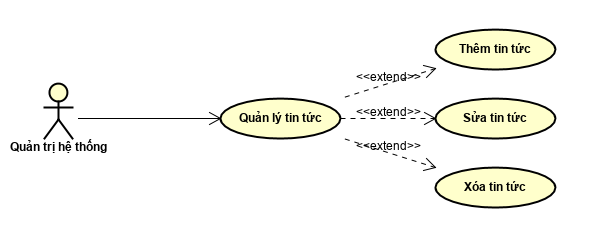 Thêm tin tức
<<extend>>
Quản lý tin tức
<<extend>>
Sửa tin tức
Quản trị hệ thống
<<extend>>
Xóa tin tức